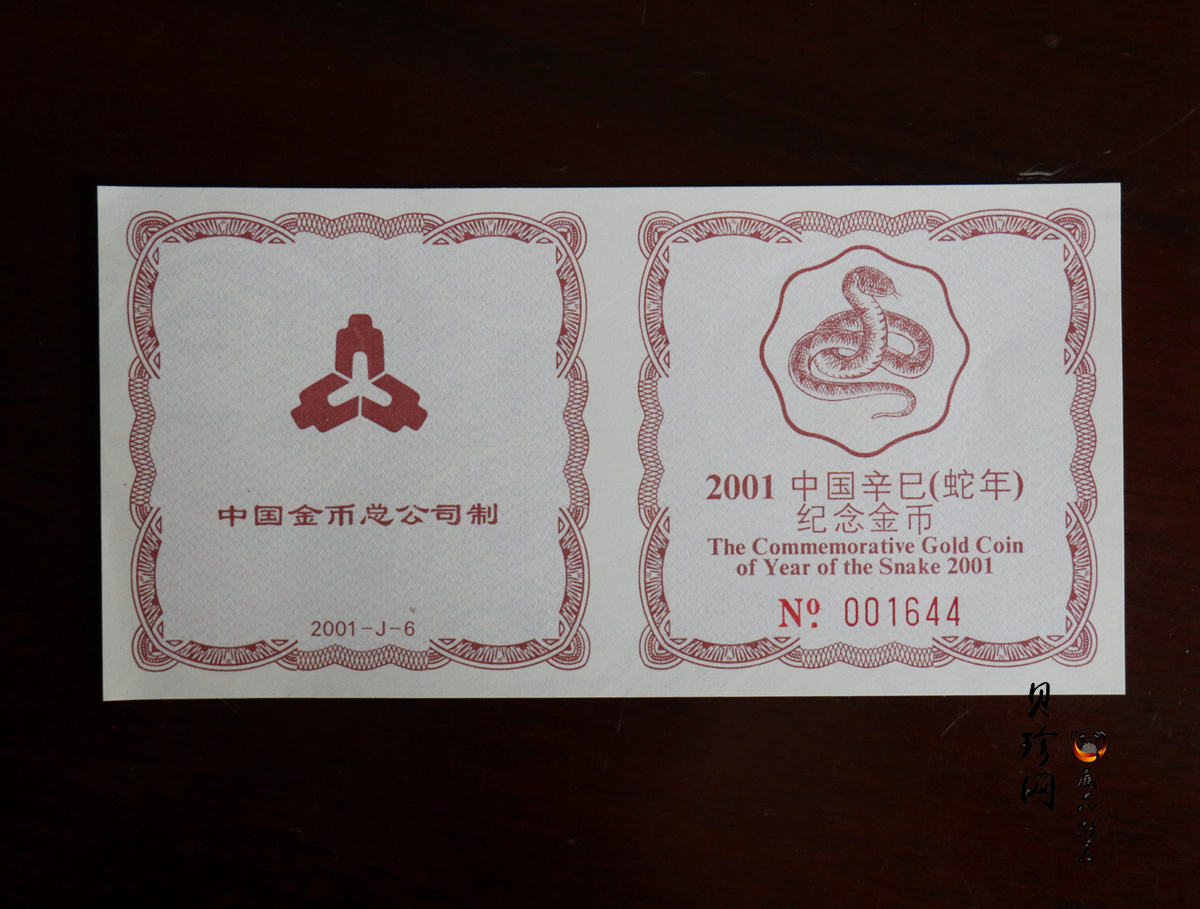 中国金币总公司制
2001-J-6
2001 中国辛巳(蛇年)
纪念金币
The Commemorative Gold Coin
of Year of the Snake 2001
Nº. 001644
贝珍网